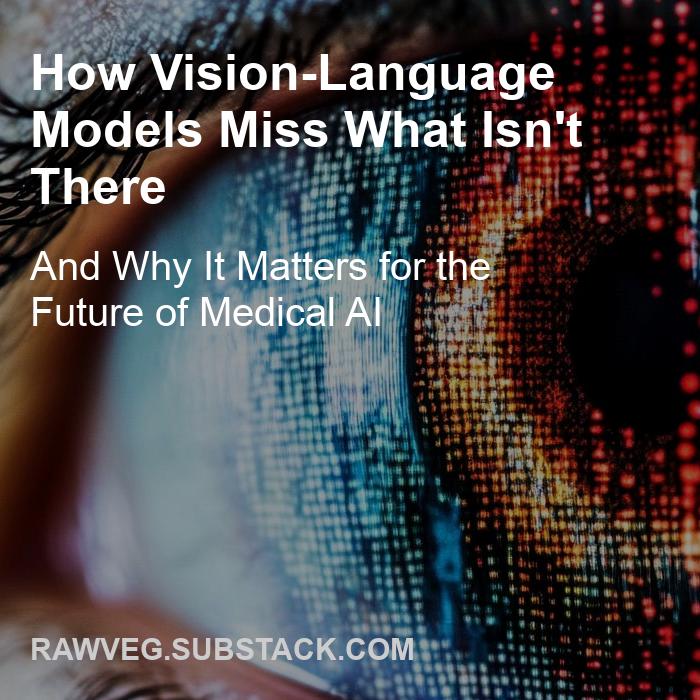 How Vision-Language
Models Miss What Isn't
There
And Why It Matters for the
Future of Medical AI
RAWVEG.SUBSTACK.COM